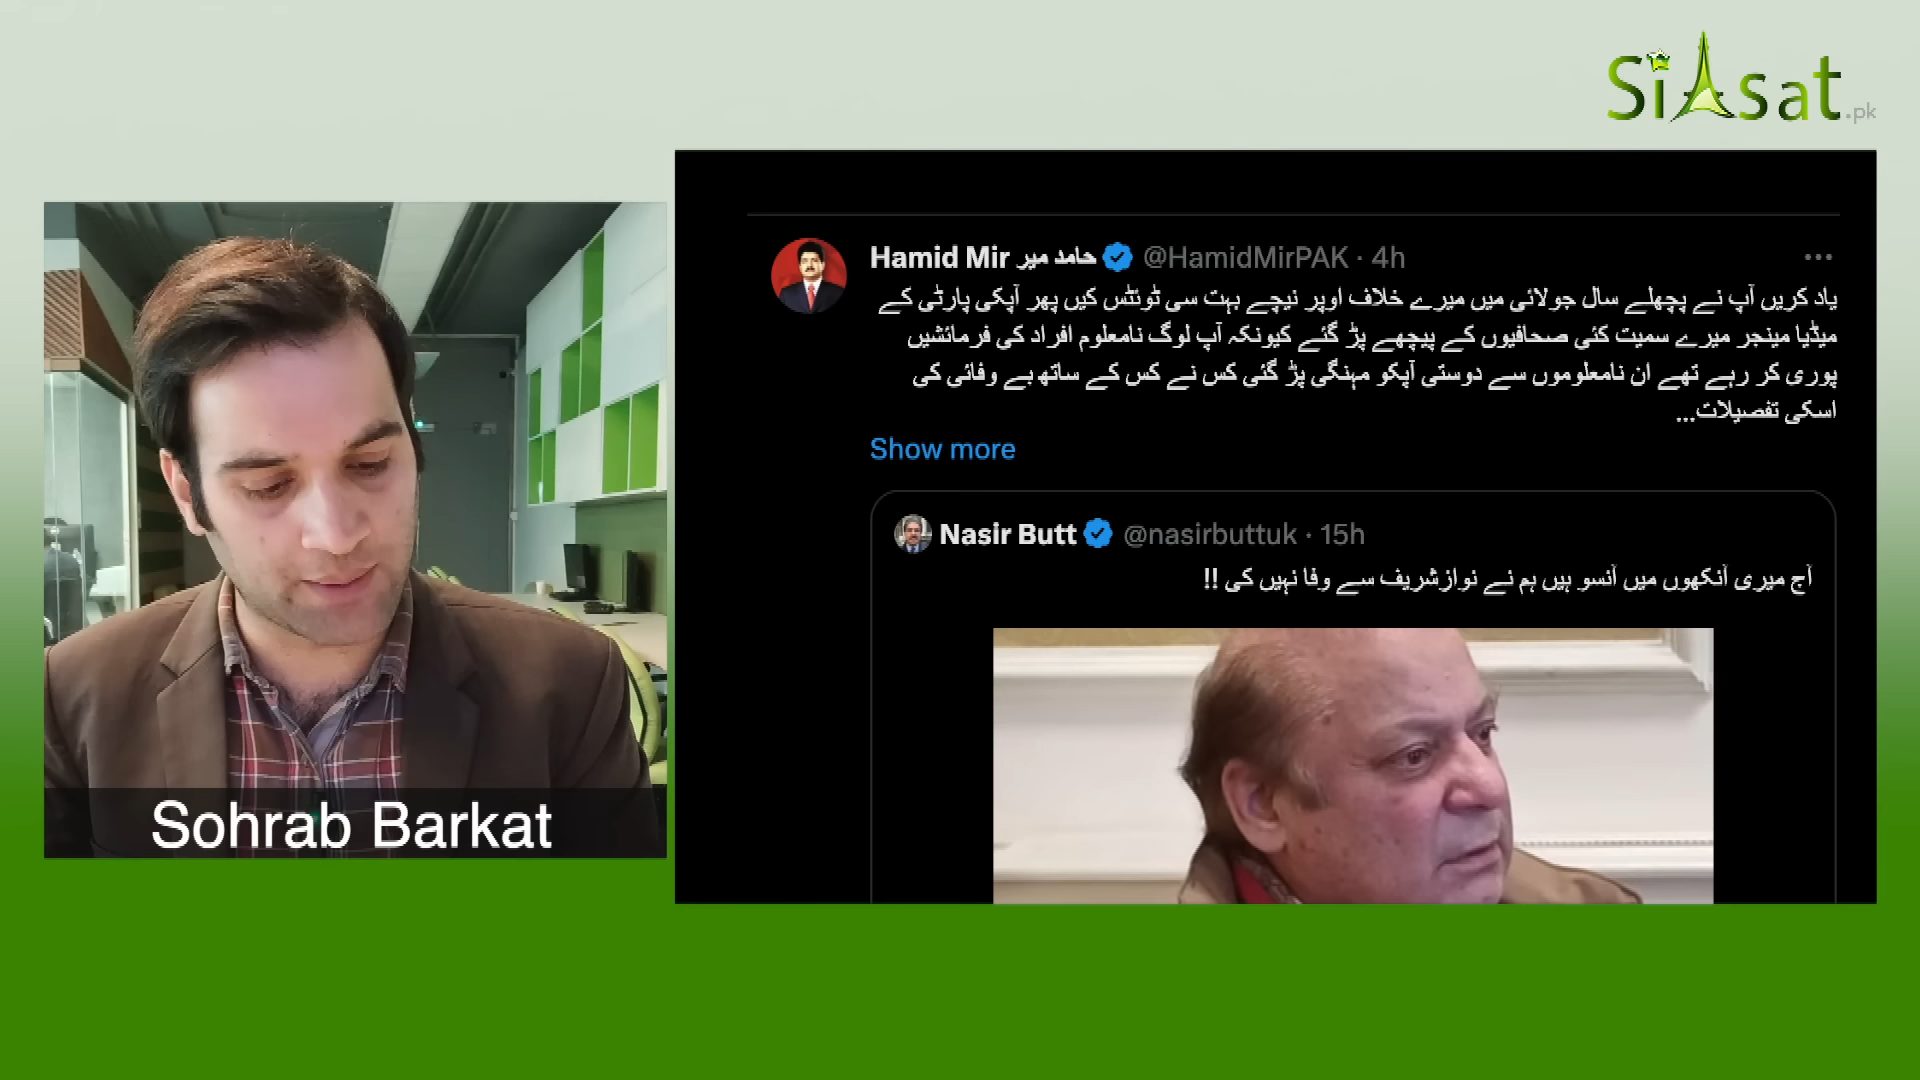 SiAsat.pk
Hamid Mir حامد میر @HamidMirPAK · 4h
یاد کریں آپ نے پچھلے سال جولائی میں میرے خلاف اوپر نیچے بہت سی ٹوئٹس کیں پھر آپکی پارٹی کے
میڈیا مینجر میرے سمیت کئی صحافیوں کے پیچھے پڑ گئے کیونکہ آپ لوگ نامعلوم افراد کی فرمائشیں
پوری کر رہے تھے ان نامعلوموں سے دوستی آپکو مہنگی پڑ گئی کس نے کس کے ساتھ بے وفائی کی
اسکی تفصیلات...
Show more
Nasir Butt @nasirbuttuk · 15h
آج میری آنکھوں میں آنسو ہیں ہم نے نوازشریف سے وفا نہیں کی !!
Sohrab Barkat